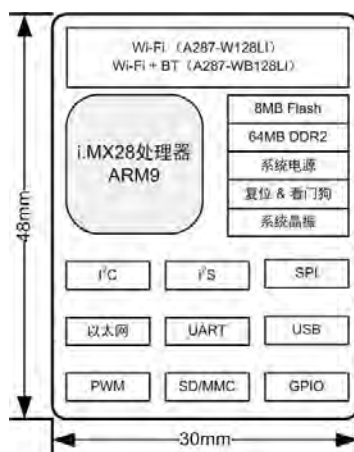 Wi-Fi （A287-W128LI）
Wi-Fi + BT（A287-WB128LI）
i.MX28处理器
ARM9
8MB Flash
64MB DDR2
系统电源
复位 & 看门狗
系统晶振
I²C
I²S
SPI
以太网
UART
USB
PWM
SD/MMC
GPIO
48mm
30mm